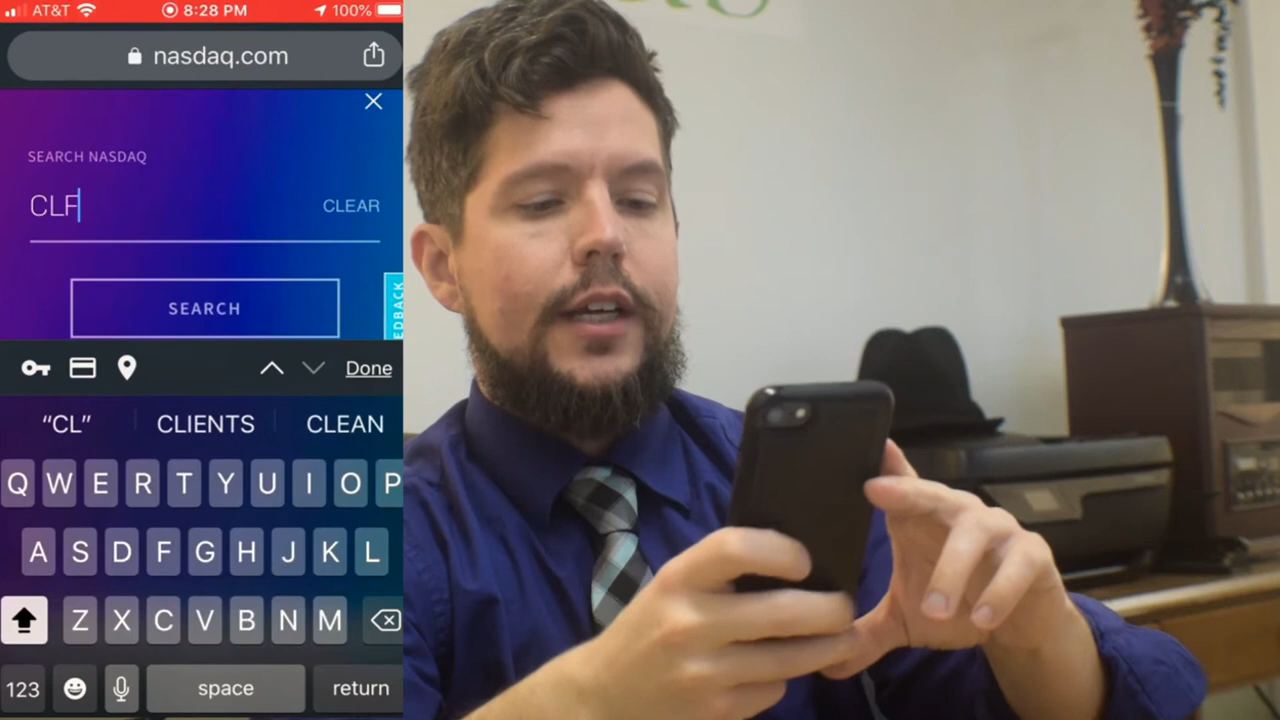 AT&T 8:28 PM 100%
nasdaq.com
SEARCH NASDAQ
CLF CLEAR
SEARCH
EDBACK
Done
“CL” CLIENTS CLEAN
Q W E R T Y U I O P
A S D F G H J K L
Z X C V B N M
123 space return